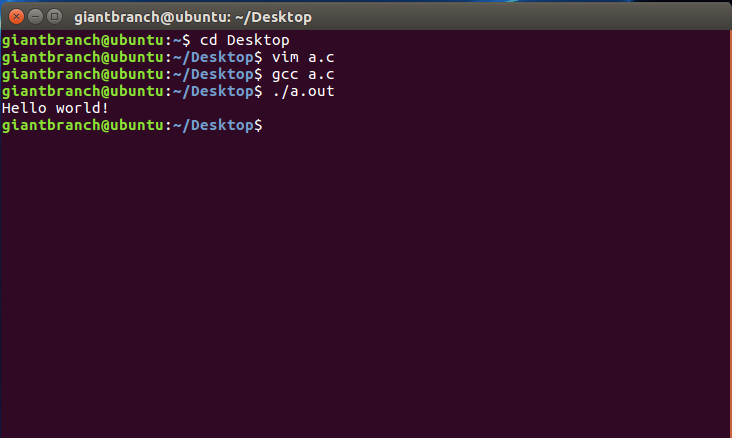 giantbranch@ubuntu: ~/Desktop
giantbranch@ubuntu:~$ cd Desktop
giantbranch@ubuntu:~/Desktop$ vim a.c
giantbranch@ubuntu:~/Desktop$ gcc a.c
giantbranch@ubuntu:~/Desktop$ ./a.out
Hello world!
giantbranch@ubuntu:~/Desktop$